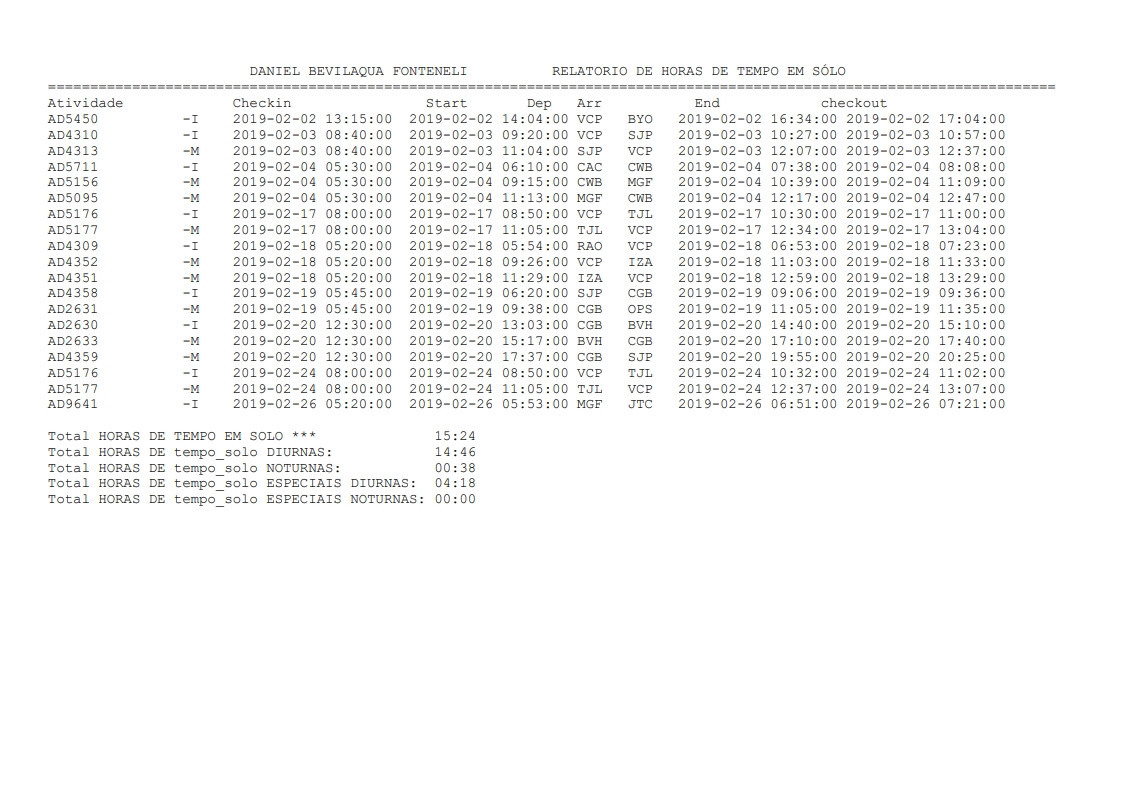 DANIEL BEVILAQUA FONTENELI RELATORIO DE HORAS DE TEMPO EM SÓLO
========================================================================================================================
Atividade Checkin Start Dep Arr End checkout
AD5450 -I 2019-02-02 13:15:00 2019-02-02 14:04:00 VCP BYO 2019-02-02 16:34:00 2019-02-02 17:04:00
AD4310 -I 2019-02-03 08:40:00 2019-02-03 09:20:00 VCP SJP 2019-02-03 10:27:00 2019-02-03 10:57:00
AD4313 -M 2019-02-03 08:40:00 2019-02-03 11:04:00 SJP VCP 2019-02-03 12:07:00 2019-02-03 12:37:00
AD5711 -I 2019-02-04 05:30:00 2019-02-04 06:10:00 CAC CWB 2019-02-04 07:38:00 2019-02-04 08:08:00
AD5156 -M 2019-02-04 05:30:00 2019-02-04 09:15:00 CWB MGF 2019-02-04 10:39:00 2019-02-04 11:09:00
AD5095 -M 2019-02-04 05:30:00 2019-02-04 11:13:00 MGF CWB 2019-02-04 12:17:00 2019-02-04 12:47:00
AD5176 -I 2019-02-17 08:00:00 2019-02-17 08:50:00 VCP TJL 2019-02-17 10:30:00 2019-02-17 11:00:00
AD5177 -M 2019-02-17 08:00:00 2019-02-17 11:05:00 TJL VCP 2019-02-17 12:34:00 2019-02-17 13:04:00
AD4309 -I 2019-02-18 05:20:00 2019-02-18 05:54:00 RAO VCP 2019-02-18 06:53:00 2019-02-18 07:23:00
AD4352 -M 2019-02-18 05:20:00 2019-02-18 09:26:00 VCP IZA 2019-02-18 11:03:00 2019-02-18 11:33:00
AD4351 -M 2019-02-18 05:20:00 2019-02-18 11:29:00 IZA VCP 2019-02-18 12:59:00 2019-02-18 13:29:00
AD4358 -I 2019-02-19 05:45:00 2019-02-19 06:20:00 SJP CGB 2019-02-19 09:06:00 2019-02-19 09:36:00
AD2631 -M 2019-02-19 05:45:00 2019-02-19 09:38:00 CGB OPS 2019-02-19 11:05:00 2019-02-19 11:35:00
AD2630 -I 2019-02-20 12:30:00 2019-02-20 13:03:00 CGB BVH 2019-02-20 14:40:00 2019-02-20 15:10:00
AD2633 -M 2019-02-20 12:30:00 2019-02-20 15:17:00 BVH CGB 2019-02-20 17:10:00 2019-02-20 17:40:00
AD4359 -M 2019-02-20 12:30:00 2019-02-20 17:37:00 CGB SJP 2019-02-20 19:55:00 2019-02-20 20:25:00
AD5176 -I 2019-02-24 08:00:00 2019-02-24 08:50:00 VCP TJL 2019-02-24 10:32:00 2019-02-24 11:02:00
AD5177 -M 2019-02-24 08:00:00 2019-02-24 11:05:00 TJL VCP 2019-02-24 12:37:00 2019-02-24 13:07:00
AD9641 -I 2019-02-26 05:20:00 2019-02-26 05:53:00 MGF JTC 2019-02-26 06:51:00 2019-02-26 07:21:00
Total HORAS DE TEMPO EM SOLO *** 15:24
Total HORAS DE tempo_solo DIURNAS: 14:46
Total HORAS DE tempo_solo NOTURNAS: 00:38
Total HORAS DE tempo_solo ESPECIAIS DIURNAS: 04:18
Total HORAS DE tempo_solo ESPECIAIS NOTURNAS: 00:00